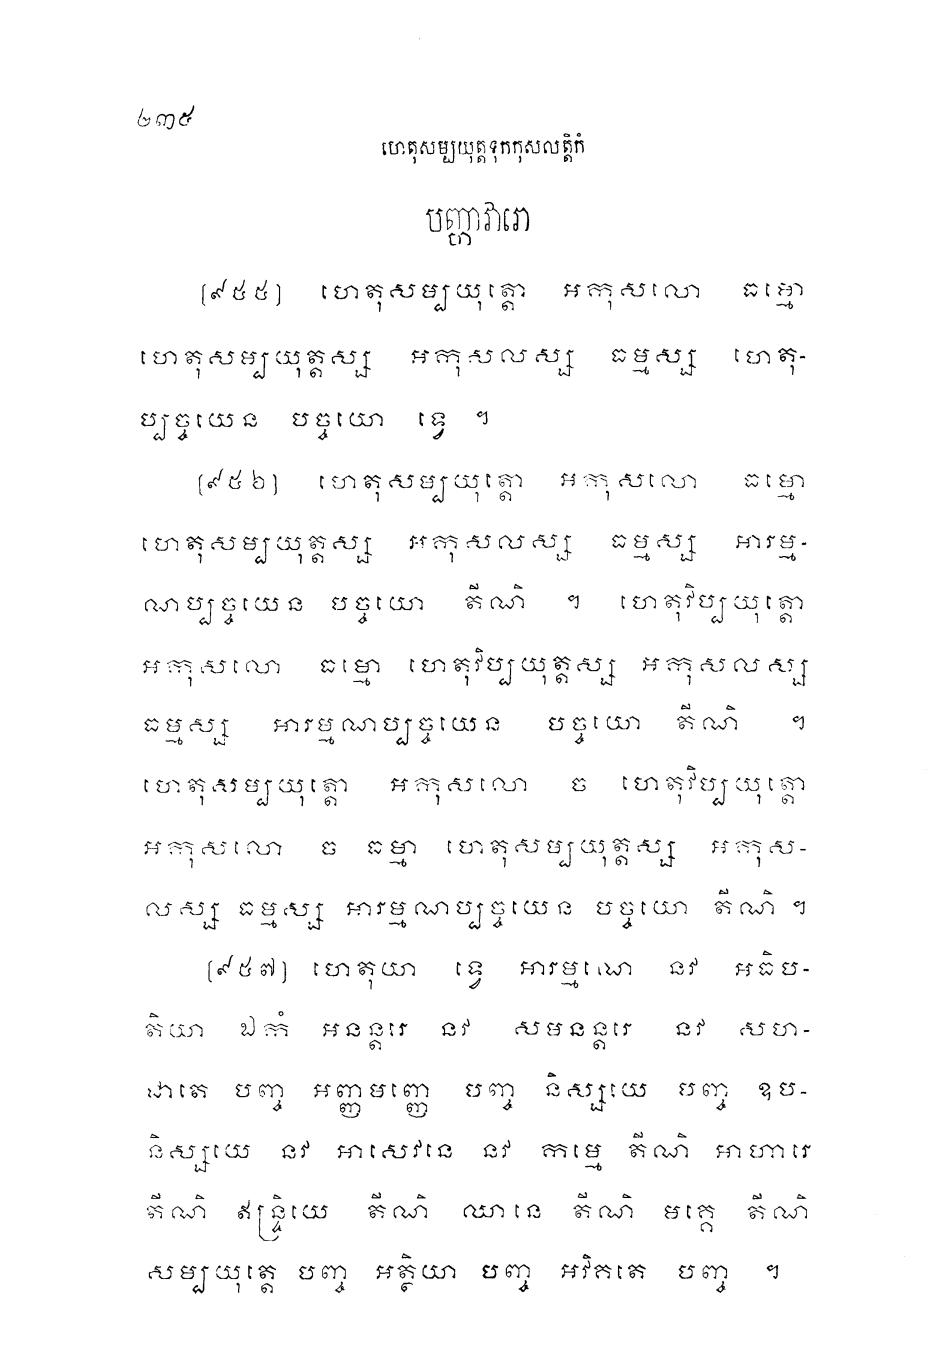 ២៣៥
ហេតុសម្បយុត្តទុកកុសលត្តិកំ
បញ្ហាវារោ
[៩៥៥] ហេតុសម្បយុត្តោ អកុសលោ ធម្មោ
ហេតុសម្បយុត្តស្ស អកុសលស្ស ធម្មស្ស ហេតុ-
ប្បច្ចយេន បច្ចយោ ទ្វេ ។
[៩៥៦] ហេតុសម្បយុត្តោ អកុសលោ ធម្មោ
ហេតុសម្បយុត្តស្ស អកុសលស្ស ធម្មស្ស អារម្ម-
ណប្បច្ចយេន បច្ចយោ តីណិ ។ ហេតុវិប្បយុត្តោ
អកុសលោ ធម្មោ ហេតុវិប្បយុត្តស្ស អកុសលស្ស
ធម្មស្ស អារម្មណប្បច្ចយេន បច្ចយោ តីណិ ។
ហេតុសម្បយុត្តោ អកុសលោ ច ហេតុវិប្បយុត្តោ
អកុសលោ ច ធម្មា ហេតុសម្បយុត្តស្ស អកុស-
លស្ស ធម្មស្ស អារម្មណប្បច្ចយេន បច្ចយោ តីណិ ។
[៩៥៧] ហេតុយា ទ្វេ អារម្មណេ នវ អធិប-
តិយា ឯកំ អនន្តរេ នវ សមនន្តរេ នវ សហ-
ជាតេ បញ្ច អញ្ញមញ្ញេ បញ្ច និស្សយេ បញ្ច ឧប-
និស្សយេ នវ អាសេវនេ នវ កម្មេ តីណិ អាហារេ
តីណិ ឥន្ទ្រិយេ តីណិ ឈានេ តីណិ មគ្គេ តីណិ
សម្បយុត្តេ បញ្ច អត្ថិយា បញ្ច អវិគតេ បញ្ច ។